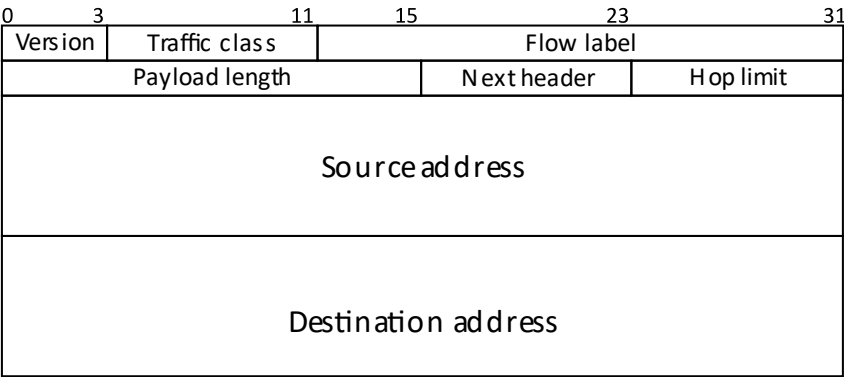 0 3 11 15 23 31
Version Traffic class Flow label
Payload length Next header Hop limit
Source address
Destination address